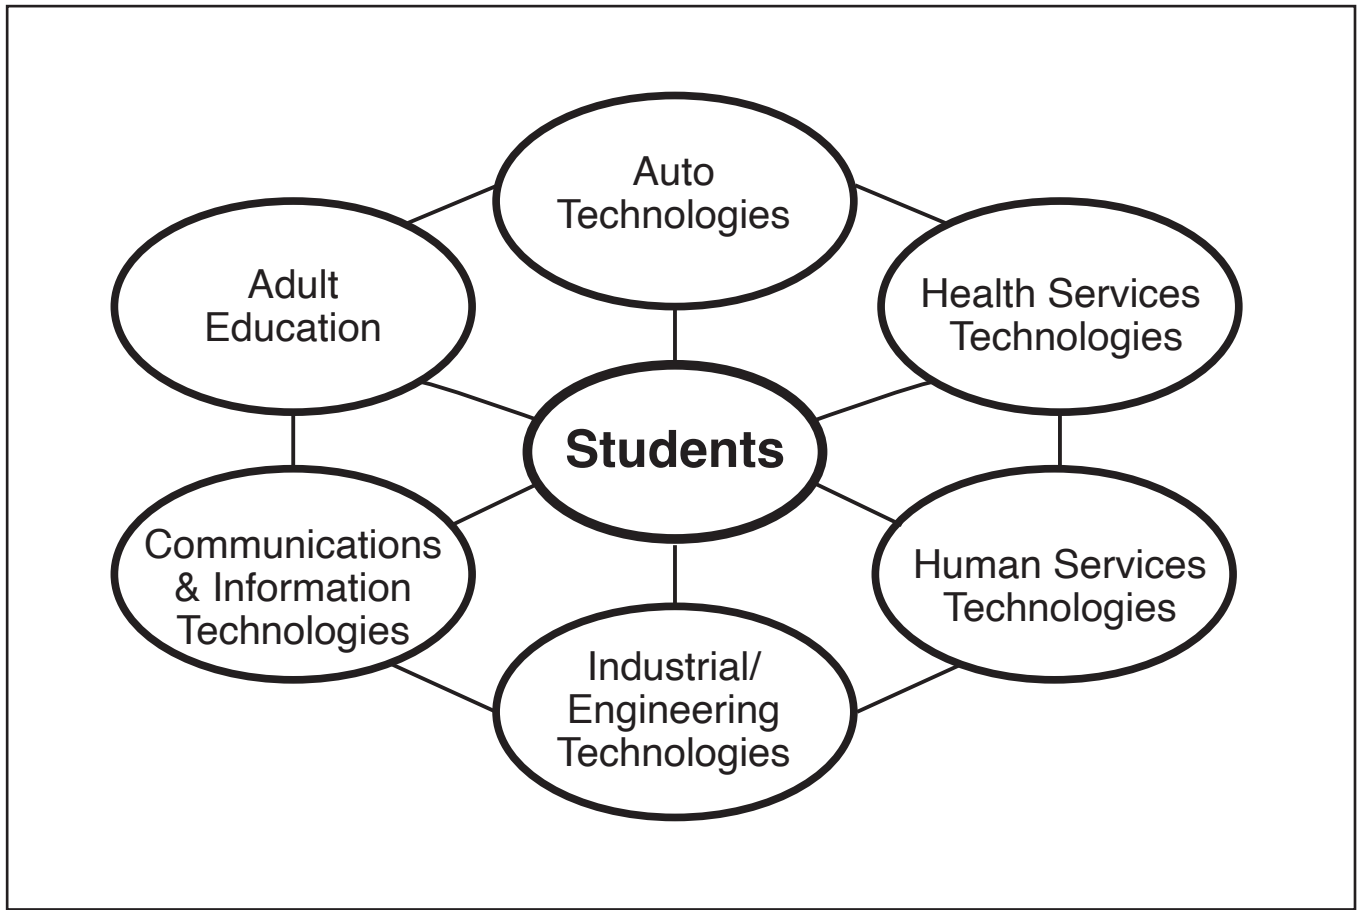 Auto
Technologies
Adult
Education
Health Services
Technologies
Students
Communications
& Information
Technologies
Human Services
Technologies
Industrial/
Engineering
Technologies